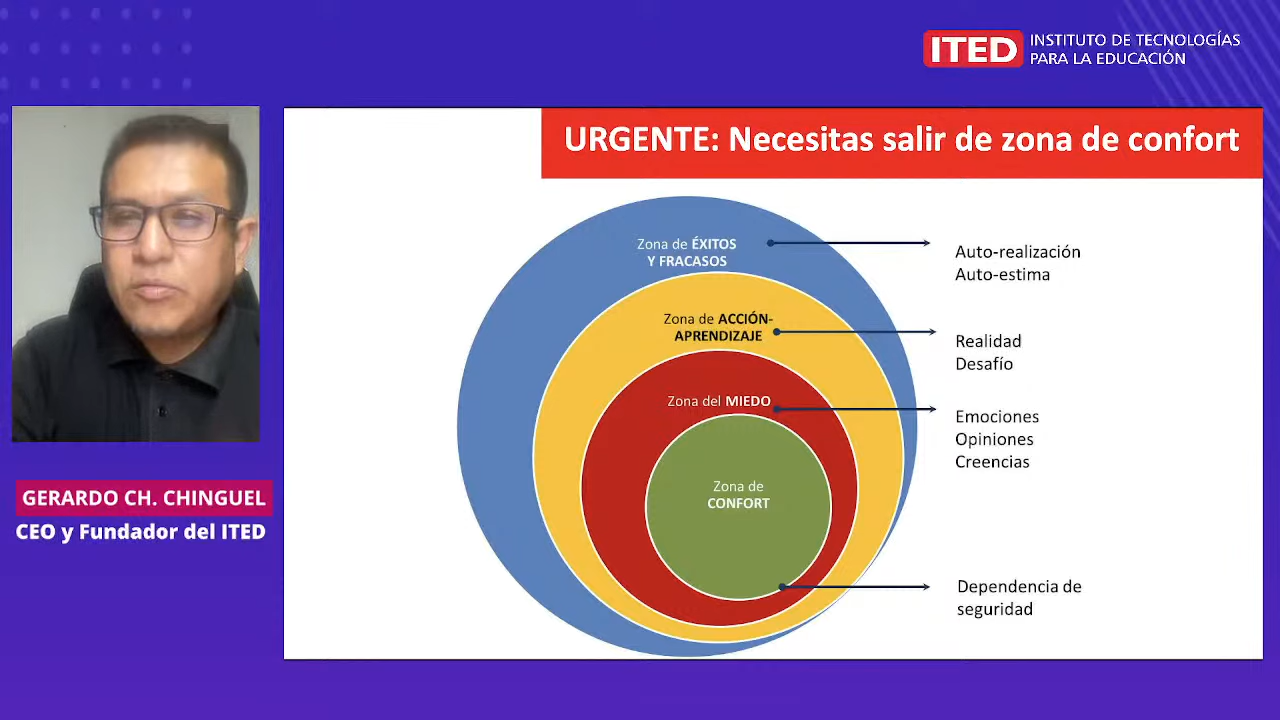 ITED
INSTITUTO DE TECNOLOGÍAS
PARA LA EDUCACIÓN
URGENTE: Necesitas salir de zona de confort
Zona de ÉXITOS
Y FRACASOS
Auto-realización
Auto-estima
Zona de ACCIÓN-
APRENDIZAJE
Realidad
Desafío
Zona del MIEDO
Emociones
Opiniones
Creencias
Zona de
CONFORT
Dependencia de
seguridad
GERARDO CH. CHINGUEL
CEO y Fundador del ITED